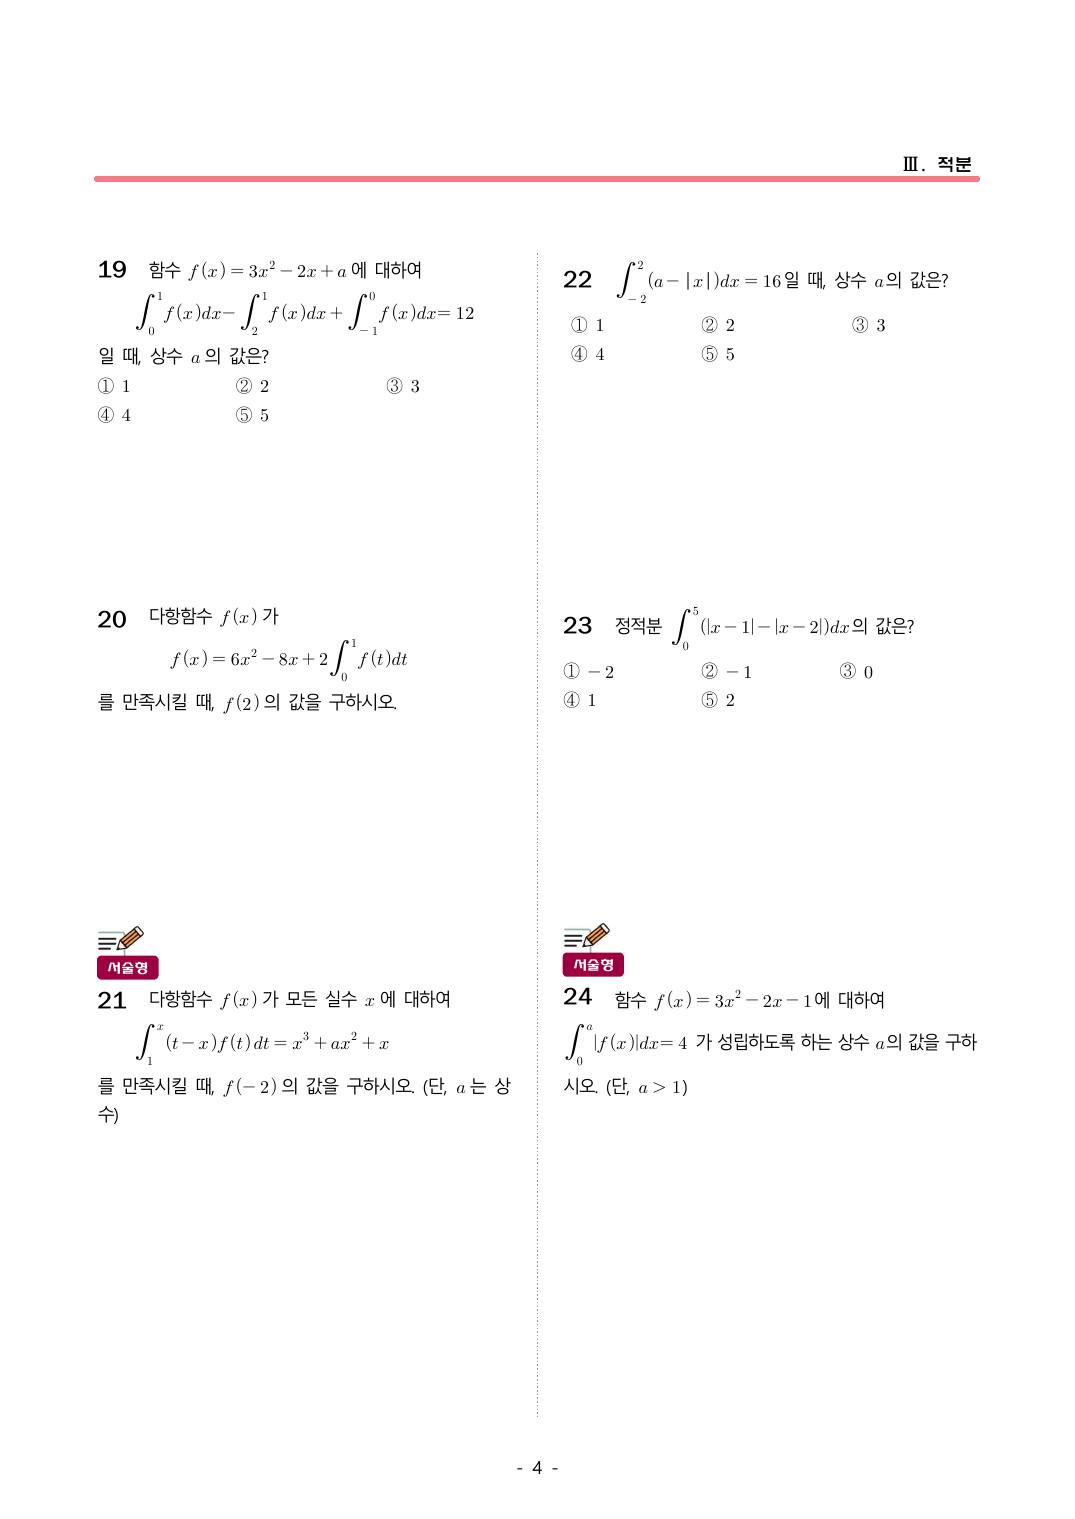 Ⅲ. 적분
19 함수 f(x) = 3x² − 2x + a 에 대하여
∫₀¹ f(x)dx − ∫₂¹ f(x)dx + ∫₋₁⁰ f(x)dx = 12
일 때, 상수 a 의 값은?
① 1 ② 2 ③ 3
④ 4 ⑤ 5
20 다항함수 f(x) 가
f(x) = 6x² − 8x + 2∫₀¹ f(t)dt
를 만족시킬 때, f(2) 의 값을 구하시오.
서술형
21 다항함수 f(x) 가 모든 실수 x 에 대하여
∫₁ˣ (t − x)f(t)dt = x³ + ax² + x
를 만족시킬 때, f(−2) 의 값을 구하시오. (단, a 는 상
수)
22 ∫₋₂² (a − |x|)dx = 16일 때, 상수 a의 값은?
① 1 ② 2 ③ 3
④ 4 ⑤ 5
23 정적분 ∫₀⁵ (|x − 1| − |x − 2|)dx의 값은?
① −2 ② −1 ③ 0
④ 1 ⑤ 2
서술형
24 함수 f(x) = 3x² − 2x − 1에 대하여
∫₀ᵃ |f(x)|dx = 4 가 성립하도록 하는 상수 a의 값을 구하
시오. (단, a > 1)
- 4 -